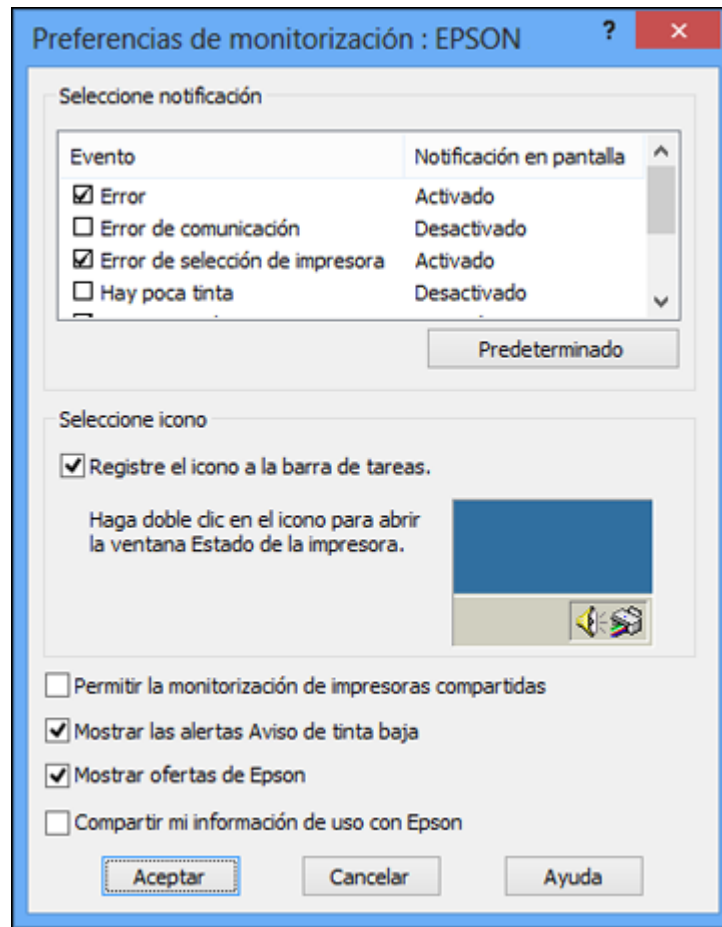 Preferencias de monitorización : EPSON ?
Seleccione notificación
Evento Notificación en pantalla
Error Activado
Error de comunicación Desactivado
Error de selección de impresora Activado
Hay poca tinta Desactivado
Predeterminado
Seleccione icono
Registre el icono a la barra de tareas.
Haga doble clic en el icono para abrir
la ventana Estado de la impresora.
Permitir la monitorización de impresoras compartidas
Mostrar las alertas Aviso de tinta baja
Mostrar ofertas de Epson
Compartir mi información de uso con Epson
Aceptar Cancelar Ayuda